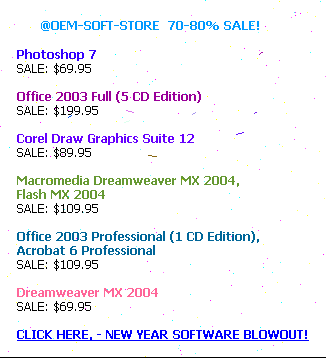 @OEM-SOFT-STORE 70-80% SALE!
Photoshop 7
SALE: $69.95
Office 2003 Full (5 CD Edition)
SALE: $199.95
Corel Draw Graphics Suite 12
SALE: $89.95
Macromedia Dreamweaver MX 2004,
Flash MX 2004
SALE: $109.95
Office 2003 Professional (1 CD Edition),
Acrobat 6 Professional
SALE: $109.95
Dreamweaver MX 2004
SALE: $69.95
CLICK HERE, - NEW YEAR SOFTWARE BLOWOUT!